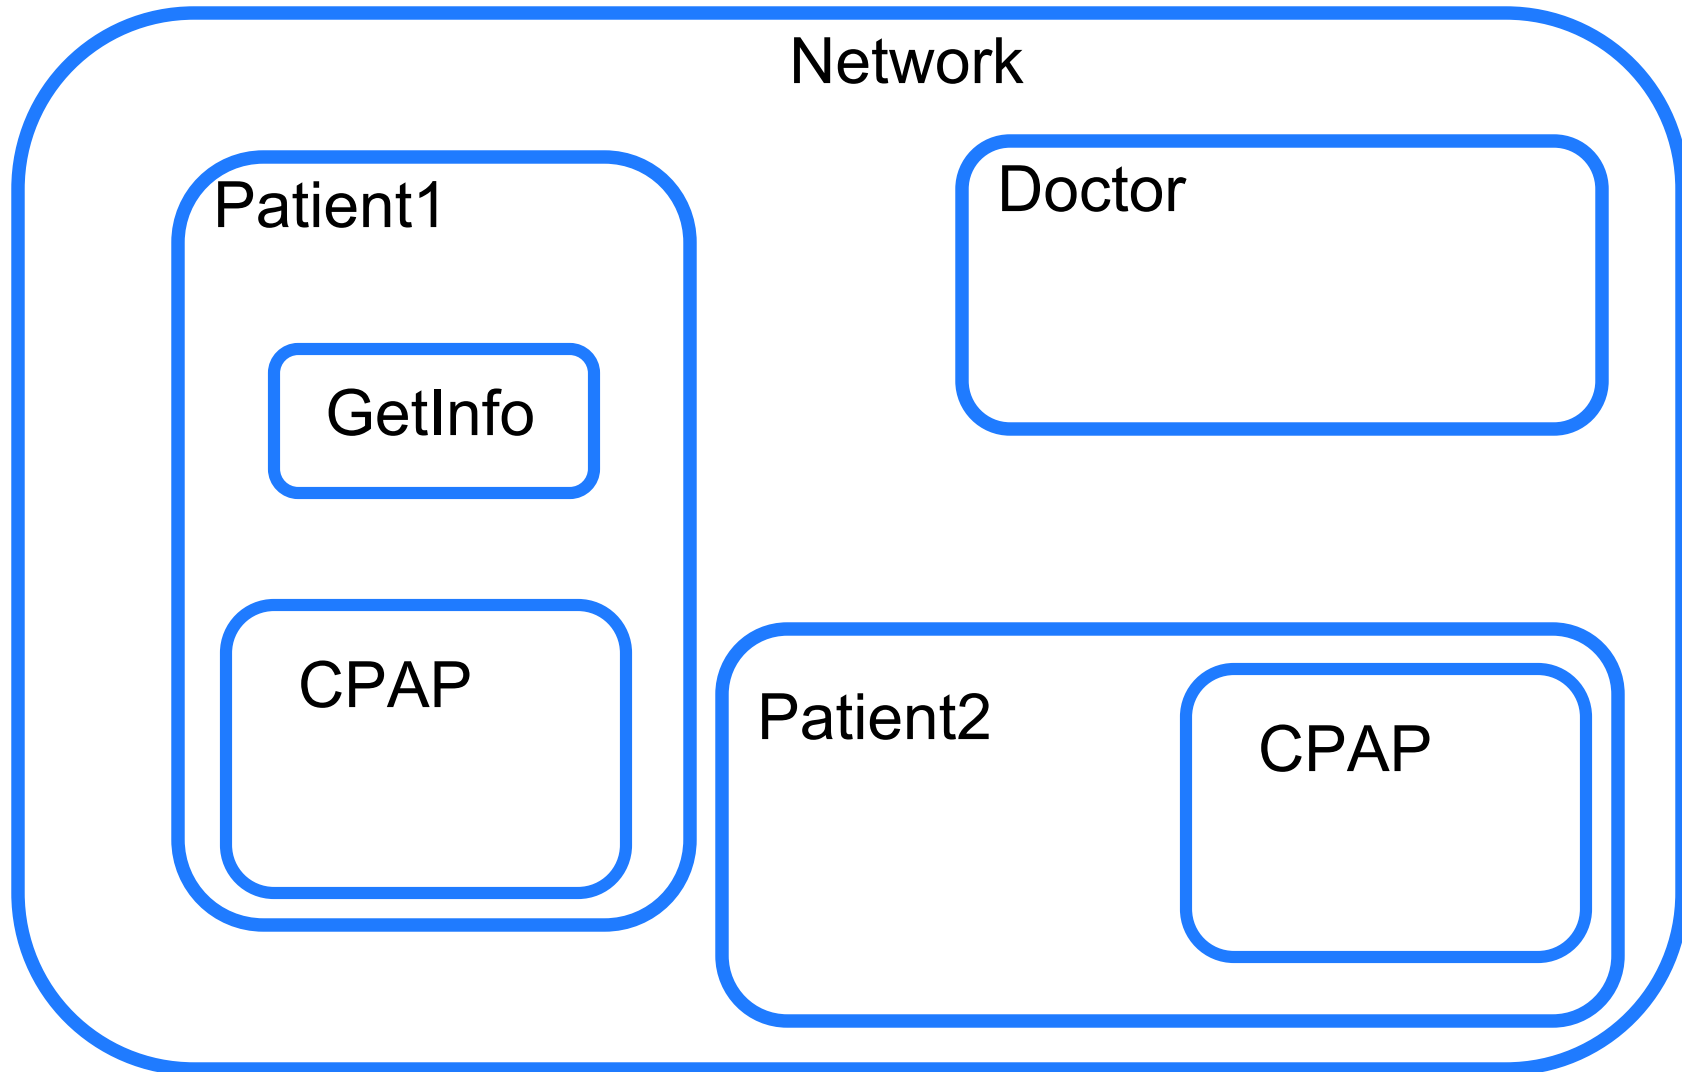 Network
Patient1
Doctor
GetInfo
CPAP
Patient2
CPAP